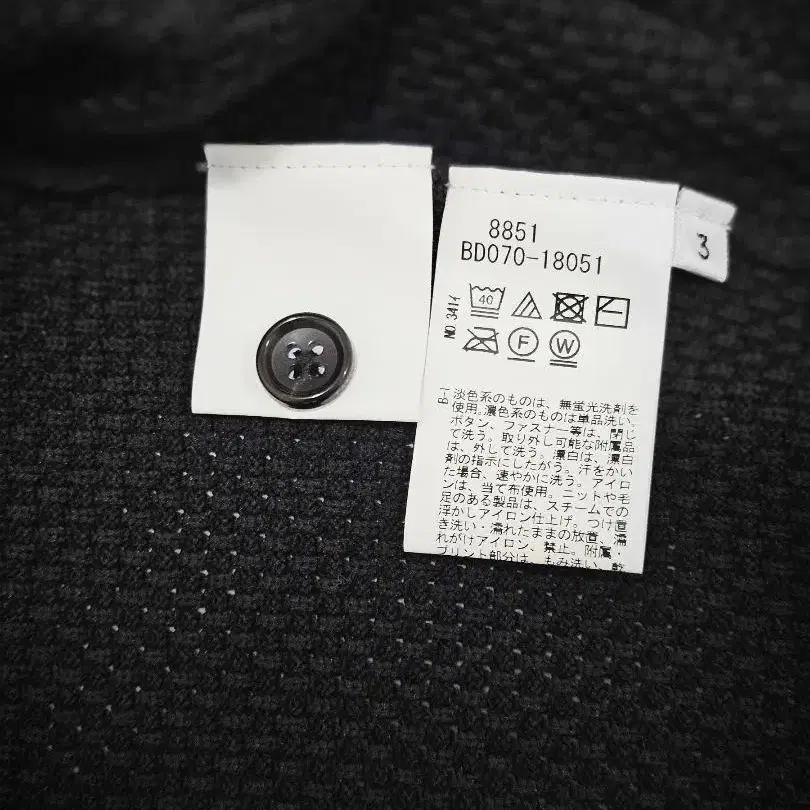 8851
BD070-18051
3
40
NO.3414
F
W
B-1
淡色系のものは、無蛍光洗剤を
使用。濃色系のものは単品洗い。
ボタン、ファスナー等は、閉じ
て洗う。取り外し可能な附属品
は、外して洗う。漂白は、漂白
剤の指示にしたがう。汗をかい
た場合、速やかに洗う。アイロ
ンは、当て布使用。ニットや毛
足のある製品は、スチームでの
浮かしアイロン仕上げ。つけ置
き洗い・濡れたままの放置、濡
れがけアイロン、禁止。附属・
プリント部分は、もみ洗い、乾